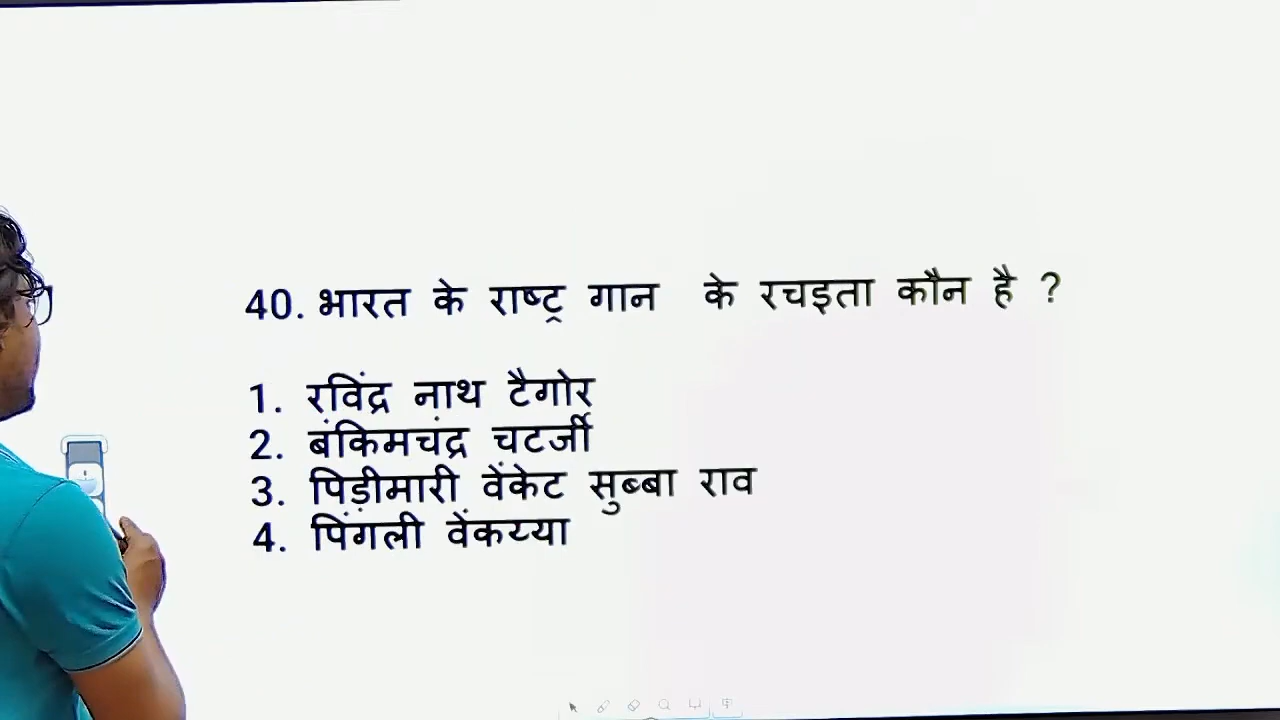 40. भारत के राष्ट्र गान के रचइता कौन है ?
1. रविंद्र नाथ टैगोर
2. बंकिमचंद्र चटर्जी
3. पिड़ीमारी वेंकेट सुब्बा राव
4. पिंगली वेंकय्या